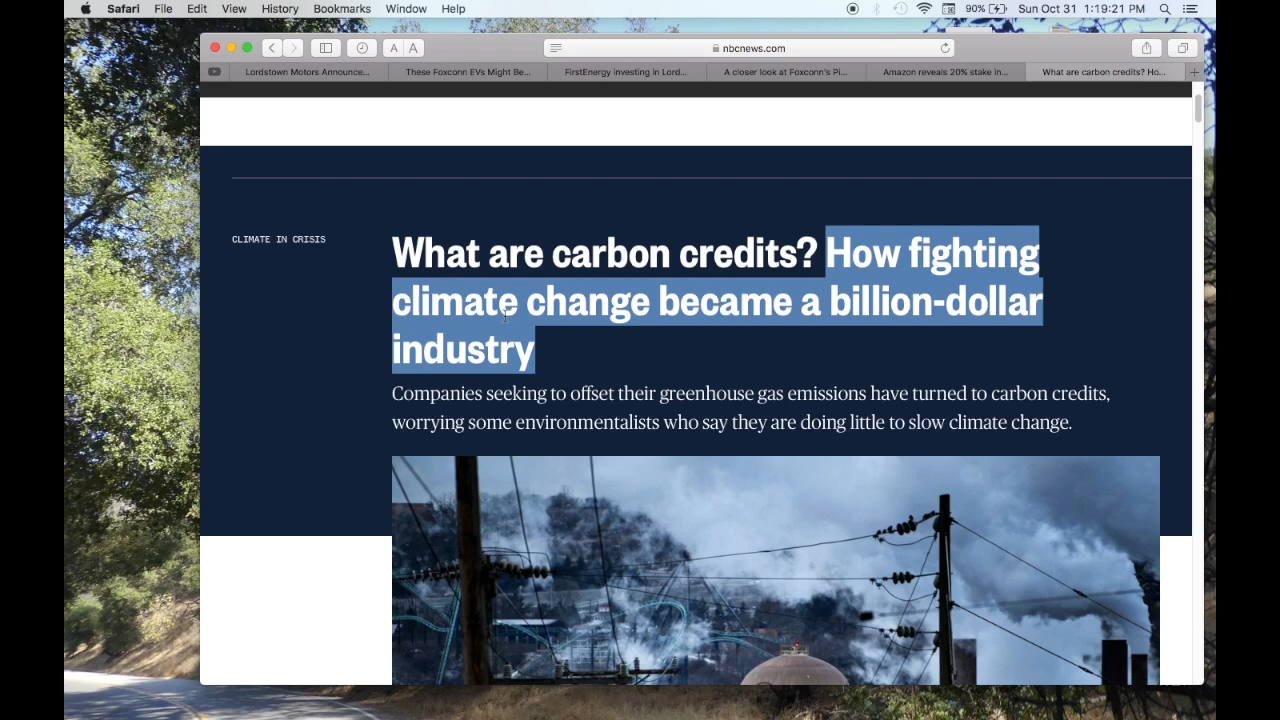 Safari File Edit View History Bookmarks Window Help 90% Sun Oct 31 1:19:21 PM
A A nbcnews.com
Lordstown Motors Announce... These Foxconn EVs Might Be... FirstEnergy investing in Lord... A closer look at Foxconn's Pi... Amazon reveals 20% stake in... What are carbon credits? Ho...
CLIMATE IN CRISIS
What are carbon credits? How fighting
climate change became a billion-dollar
industry
Companies seeking to offset their greenhouse gas emissions have turned to carbon credits,
worrying some environmentalists who say they are doing little to slow climate change.